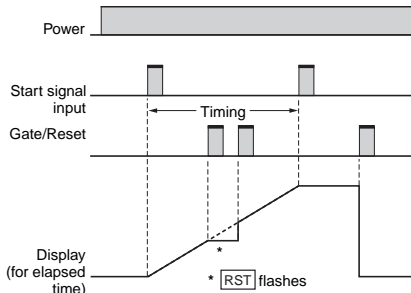 Power
Start signal
input
Timing
Gate/Reset
Display
(for elapsed
time)
*
* RST flashes